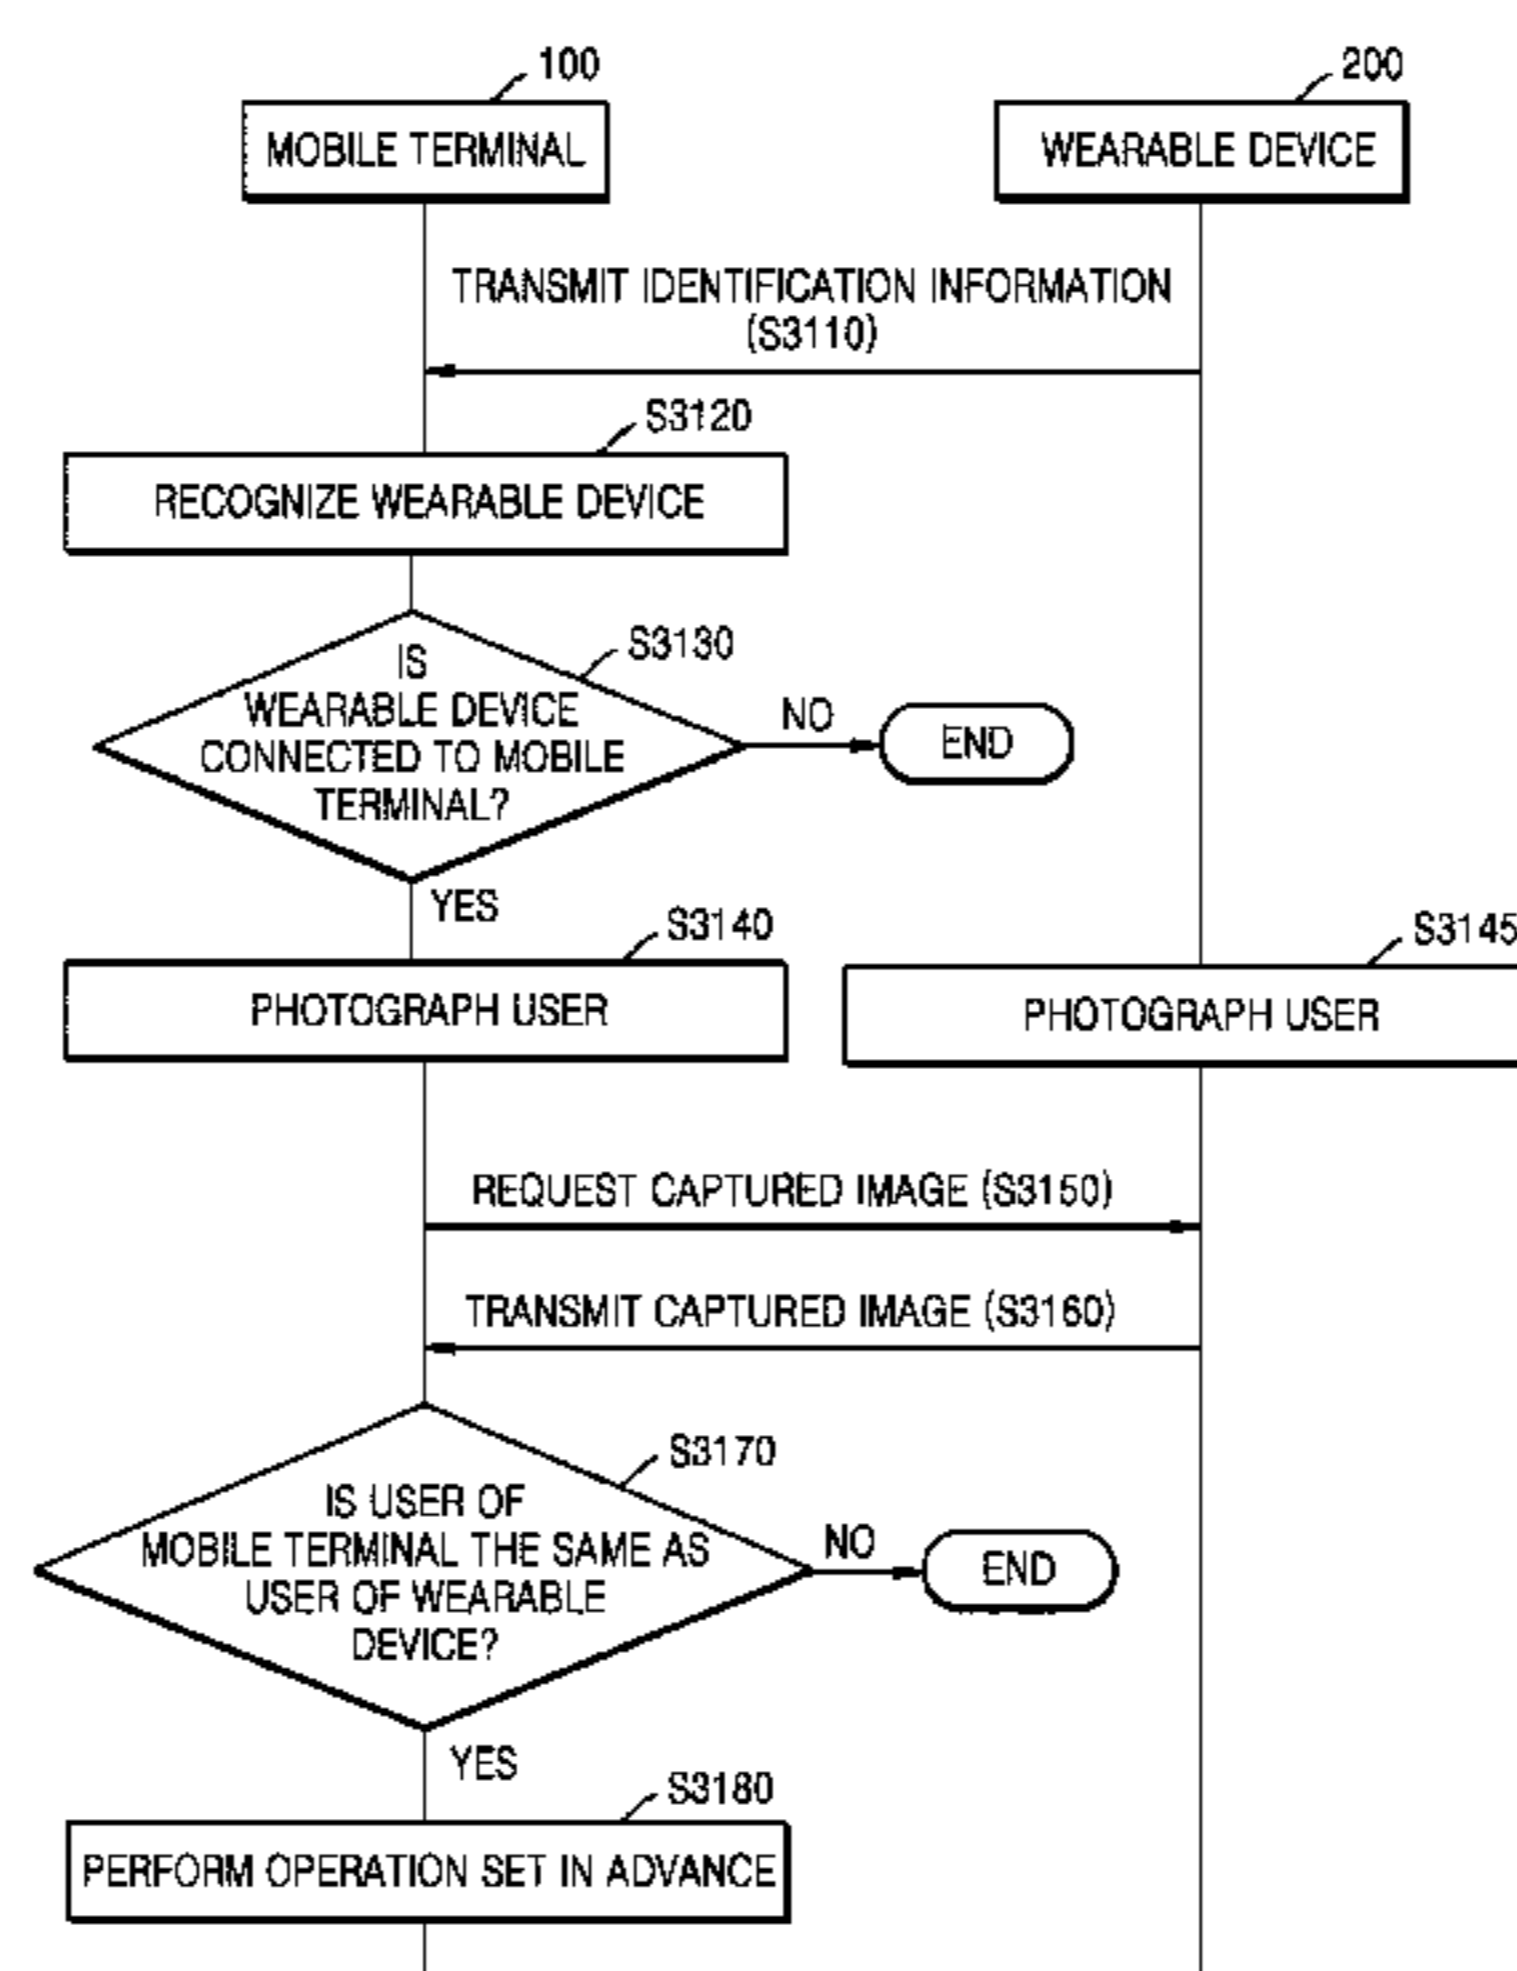 100
200
MOBILE TERMINAL
WEARABLE DEVICE
TRANSMIT IDENTIFICATION INFORMATION
(S3110)
S3120
RECOGNIZE WEARABLE DEVICE
S3130
IS
WEARABLE DEVICE
CONNECTED TO MOBILE
TERMINAL?
NO
END
YES
S3140
S3145
PHOTOGRAPH USER
PHOTOGRAPH USER
REQUEST CAPTURED IMAGE (S3150)
TRANSMIT CAPTURED IMAGE (S3160)
S3170
IS USER OF
MOBILE TERMINAL THE SAME AS
USER OF WEARABLE
DEVICE?
NO
END
YES
S3180
PERFORM OPERATION SET IN ADVANCE